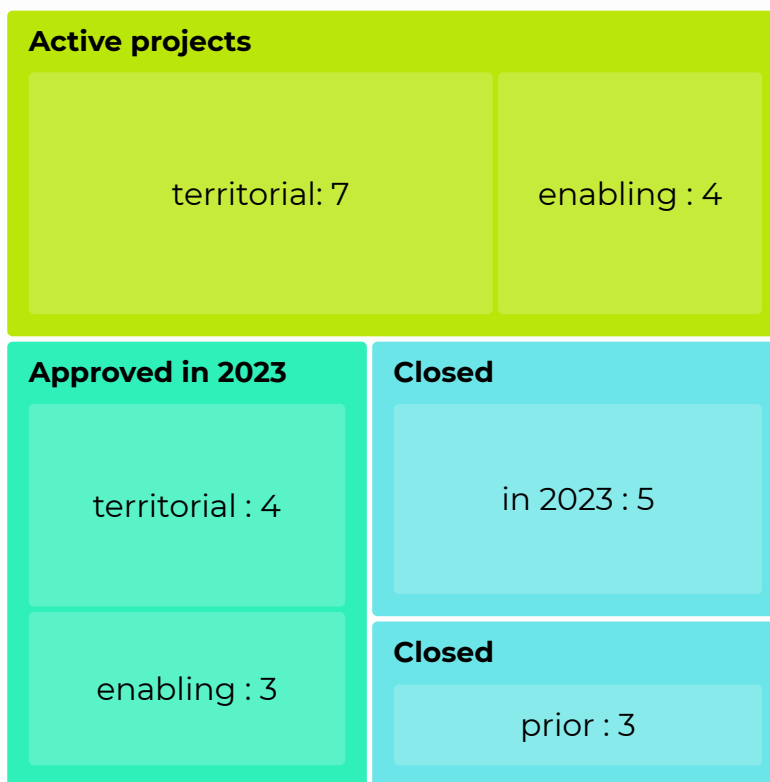 Active projects
territorial: 7
enabling : 4
Approved in 2023
territorial : 4
enabling : 3
Closed
in 2023 : 5
Closed
prior : 3